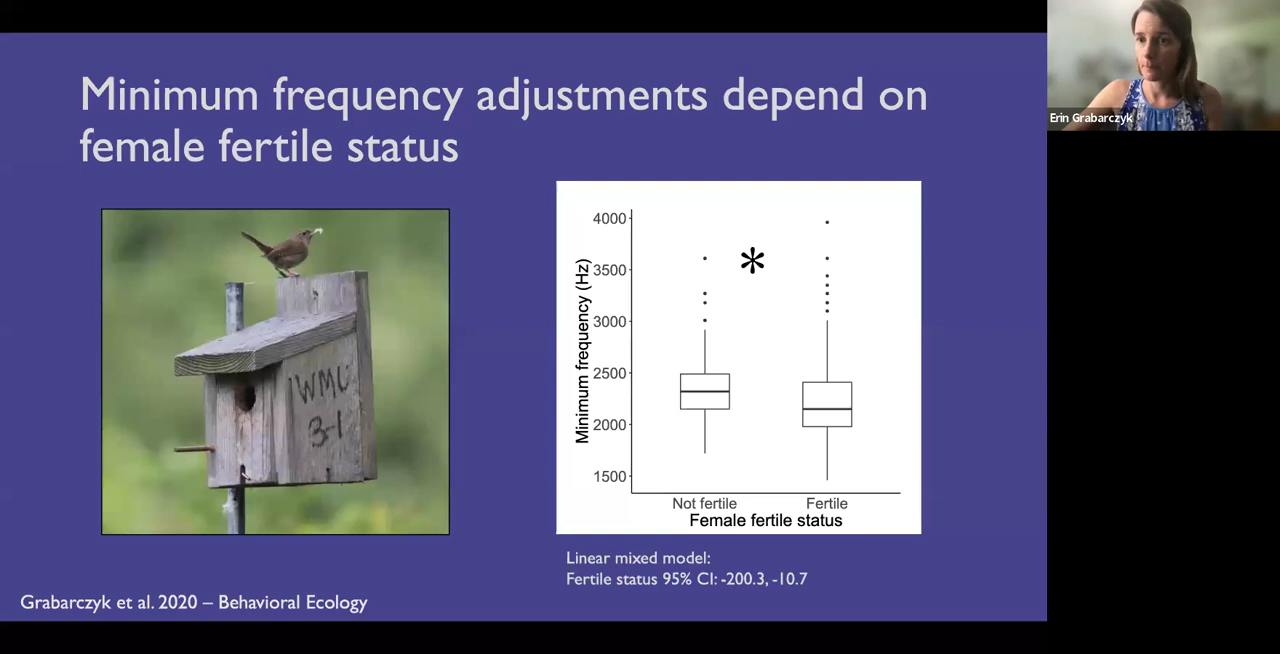 Minimum frequency adjustments depend on
female fertile status
Erin Grabarczyk
WMU
3-1
4000
3500
3000
2500
2000
1500
Minimum frequency (Hz)
*
Not fertile
Fertile
Female fertile status
Linear mixed model:
Fertile status 95% CI: -200.3, -10.7
Grabarczyk et al. 2020 – Behavioral Ecology